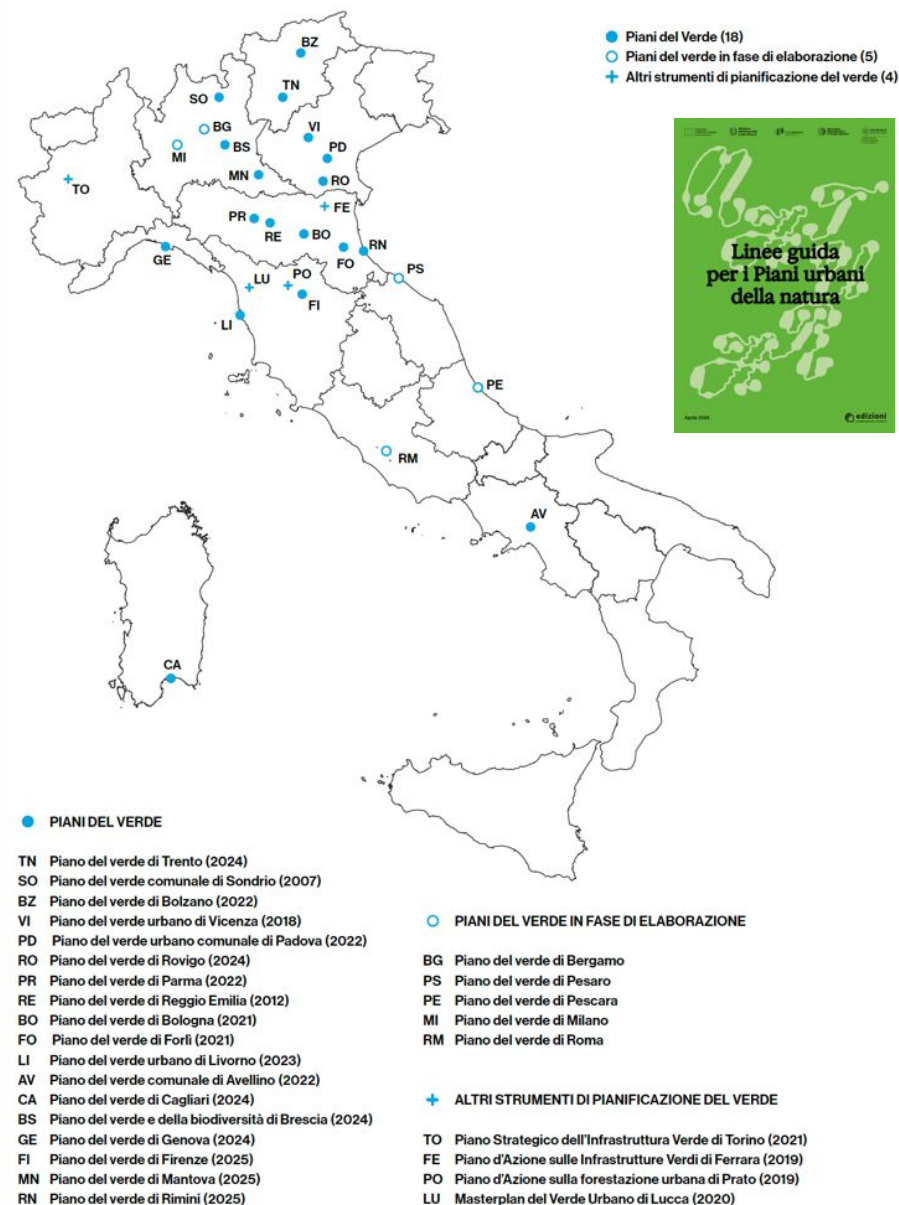 BZ
Piani del Verde (18)
Piani del verde in fase di elaborazione (5)
Altri strumenti di pianificazione del verde (4)
TN
SO
BG
VI
BS
PD
MI
MN
RO
TO
FE
PR
RE
BO
RN
GE
FO
LU
PO
PS
FI
LI
PE
RM
AV
CA
Linee guida
per i Piani urbani
della natura
edizioni
PIANI DEL VERDE
TN Piano del verde di Trento (2024)
SO Piano del verde comunale di Sondrio (2007)
BZ Piano del verde di Bolzano (2022)
VI Piano del verde urbano di Vicenza (2018)
PD Piano del verde urbano comunale di Padova (2022)
RO Piano del verde di Rovigo (2024)
PR Piano del verde di Parma (2022)
RE Piano del verde di Reggio Emilia (2012)
BO Piano del verde di Bologna (2021)
FO Piano del verde di Forlì (2021)
LI Piano del verde urbano di Livorno (2023)
AV Piano del verde comunale di Avellino (2022)
CA Piano del verde di Cagliari (2024)
BS Piano del verde e della biodiversità di Brescia (2024)
GE Piano del verde di Genova (2024)
FI Piano del verde di Firenze (2025)
MN Piano del verde di Mantova (2025)
RN Piano del verde di Rimini (2025)
PIANI DEL VERDE IN FASE DI ELABORAZIONE
BG Piano del verde di Bergamo
PS Piano del verde di Pesaro
PE Piano del verde di Pescara
MI Piano del verde di Milano
RM Piano del verde di Roma
ALTRI STRUMENTI DI PIANIFICAZIONE DEL VERDE
TO Piano Strategico dell'Infrastruttura Verde di Torino (2021)
FE Piano d'Azione sulle Infrastrutture Verdi di Ferrara (2019)
PO Piano d'Azione sulla forestazione urbana di Prato (2019)
LU Masterplan del Verde Urbano di Lucca (2020)